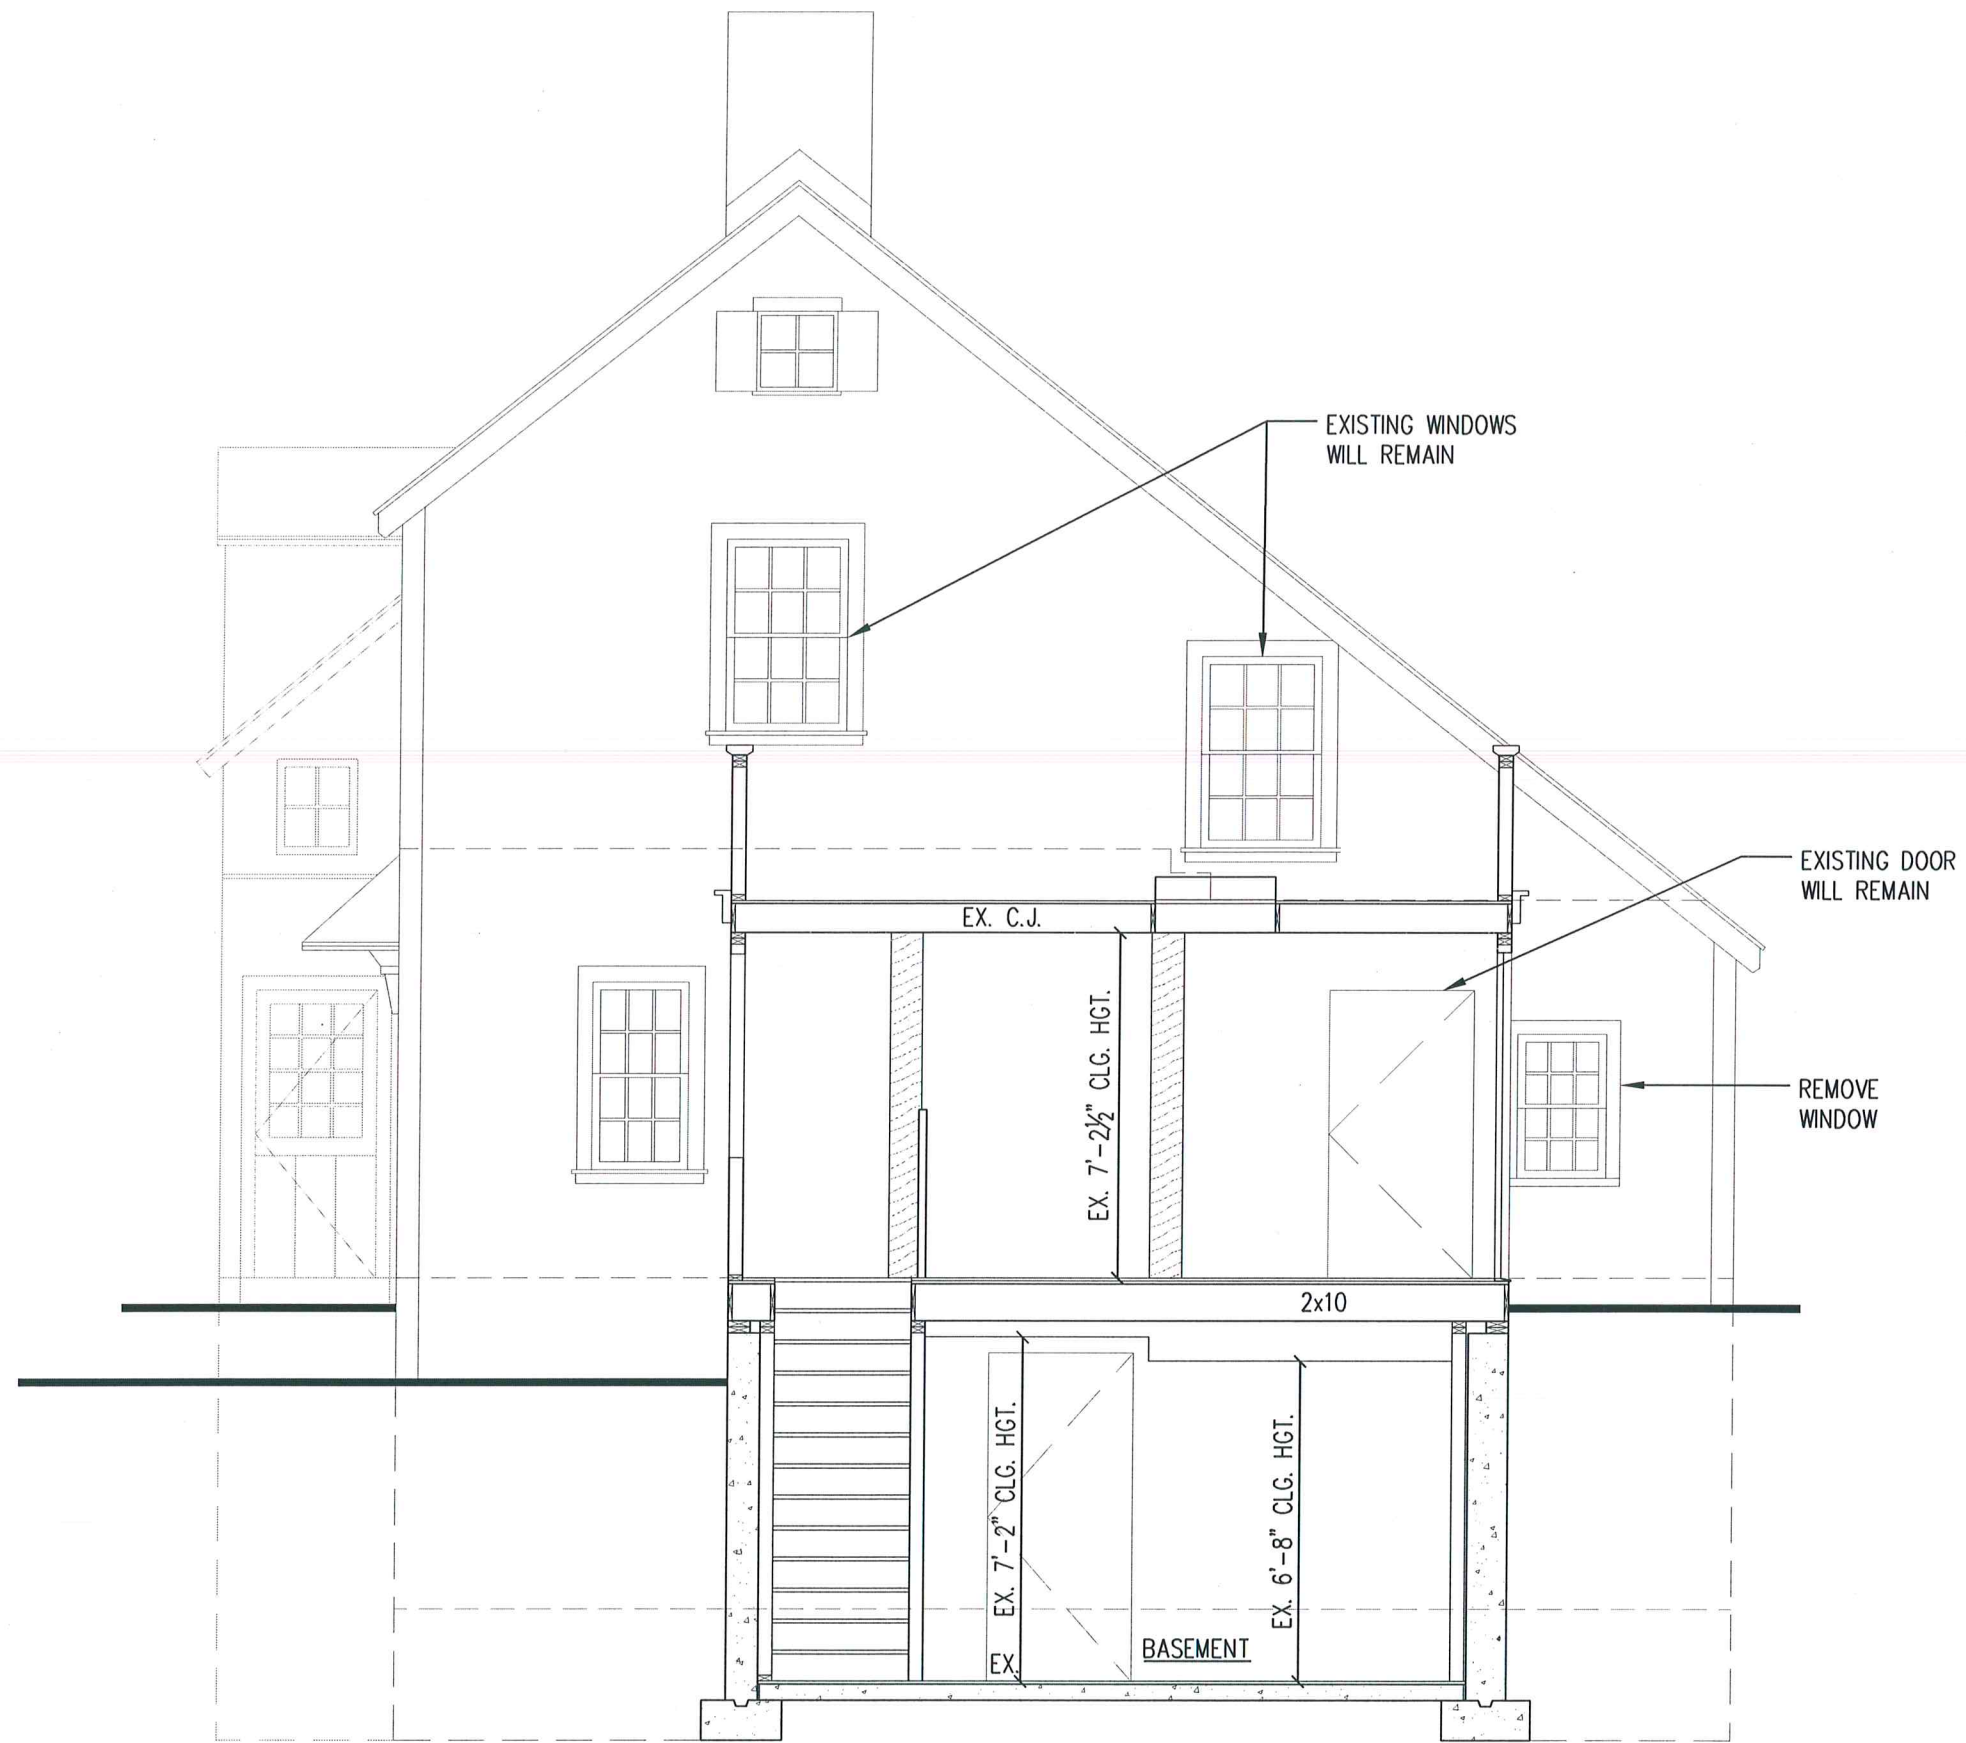 EXISTING WINDOWS
WILL REMAIN
EXISTING DOOR
WILL REMAIN
EX. C.J.
EX. 7'-2½" CLG. HGT.
REMOVE
WINDOW
2x10
EX. 7'-2" CLG. HGT.
EX. 6'-8" CLG. HGT.
BASEMENT
EX.